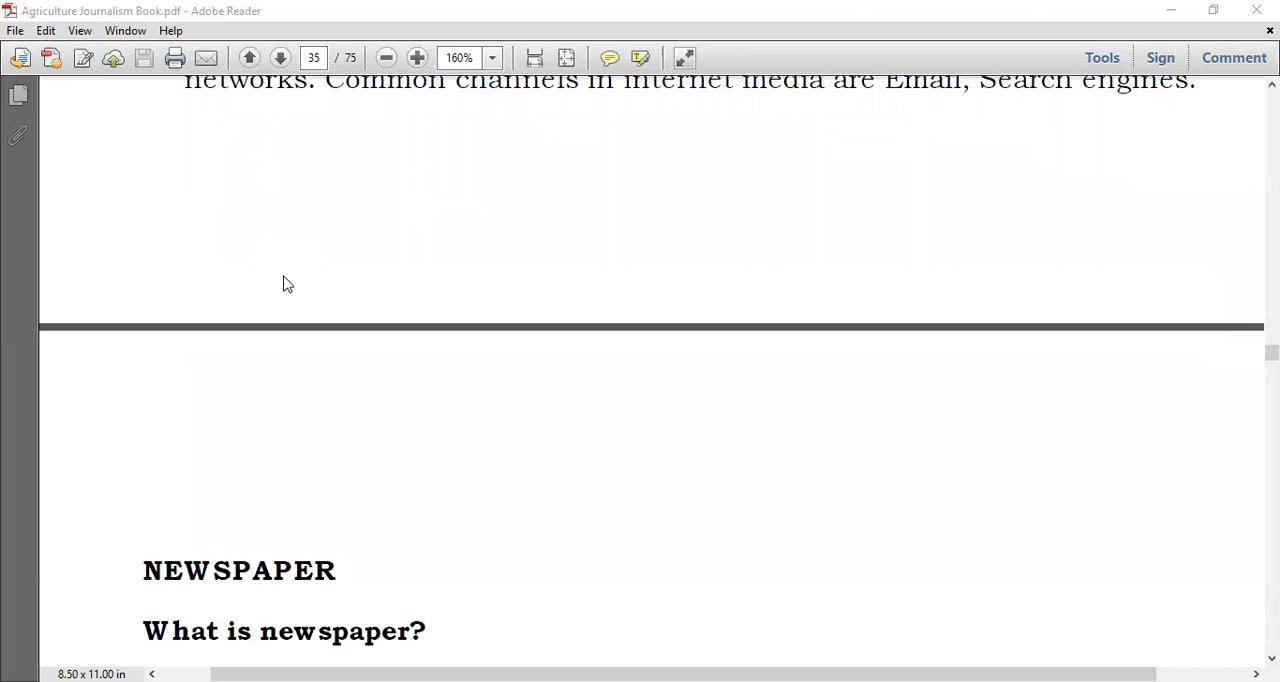 Agriculture Journalism Book.pdf - Adobe Reader
File Edit View Window Help
35 / 75 160% Tools Sign Comment
networks. Common channels in internet media are Email, Search engines.
NEWSPAPER
What is newspaper?
8.50 x 11.00 in